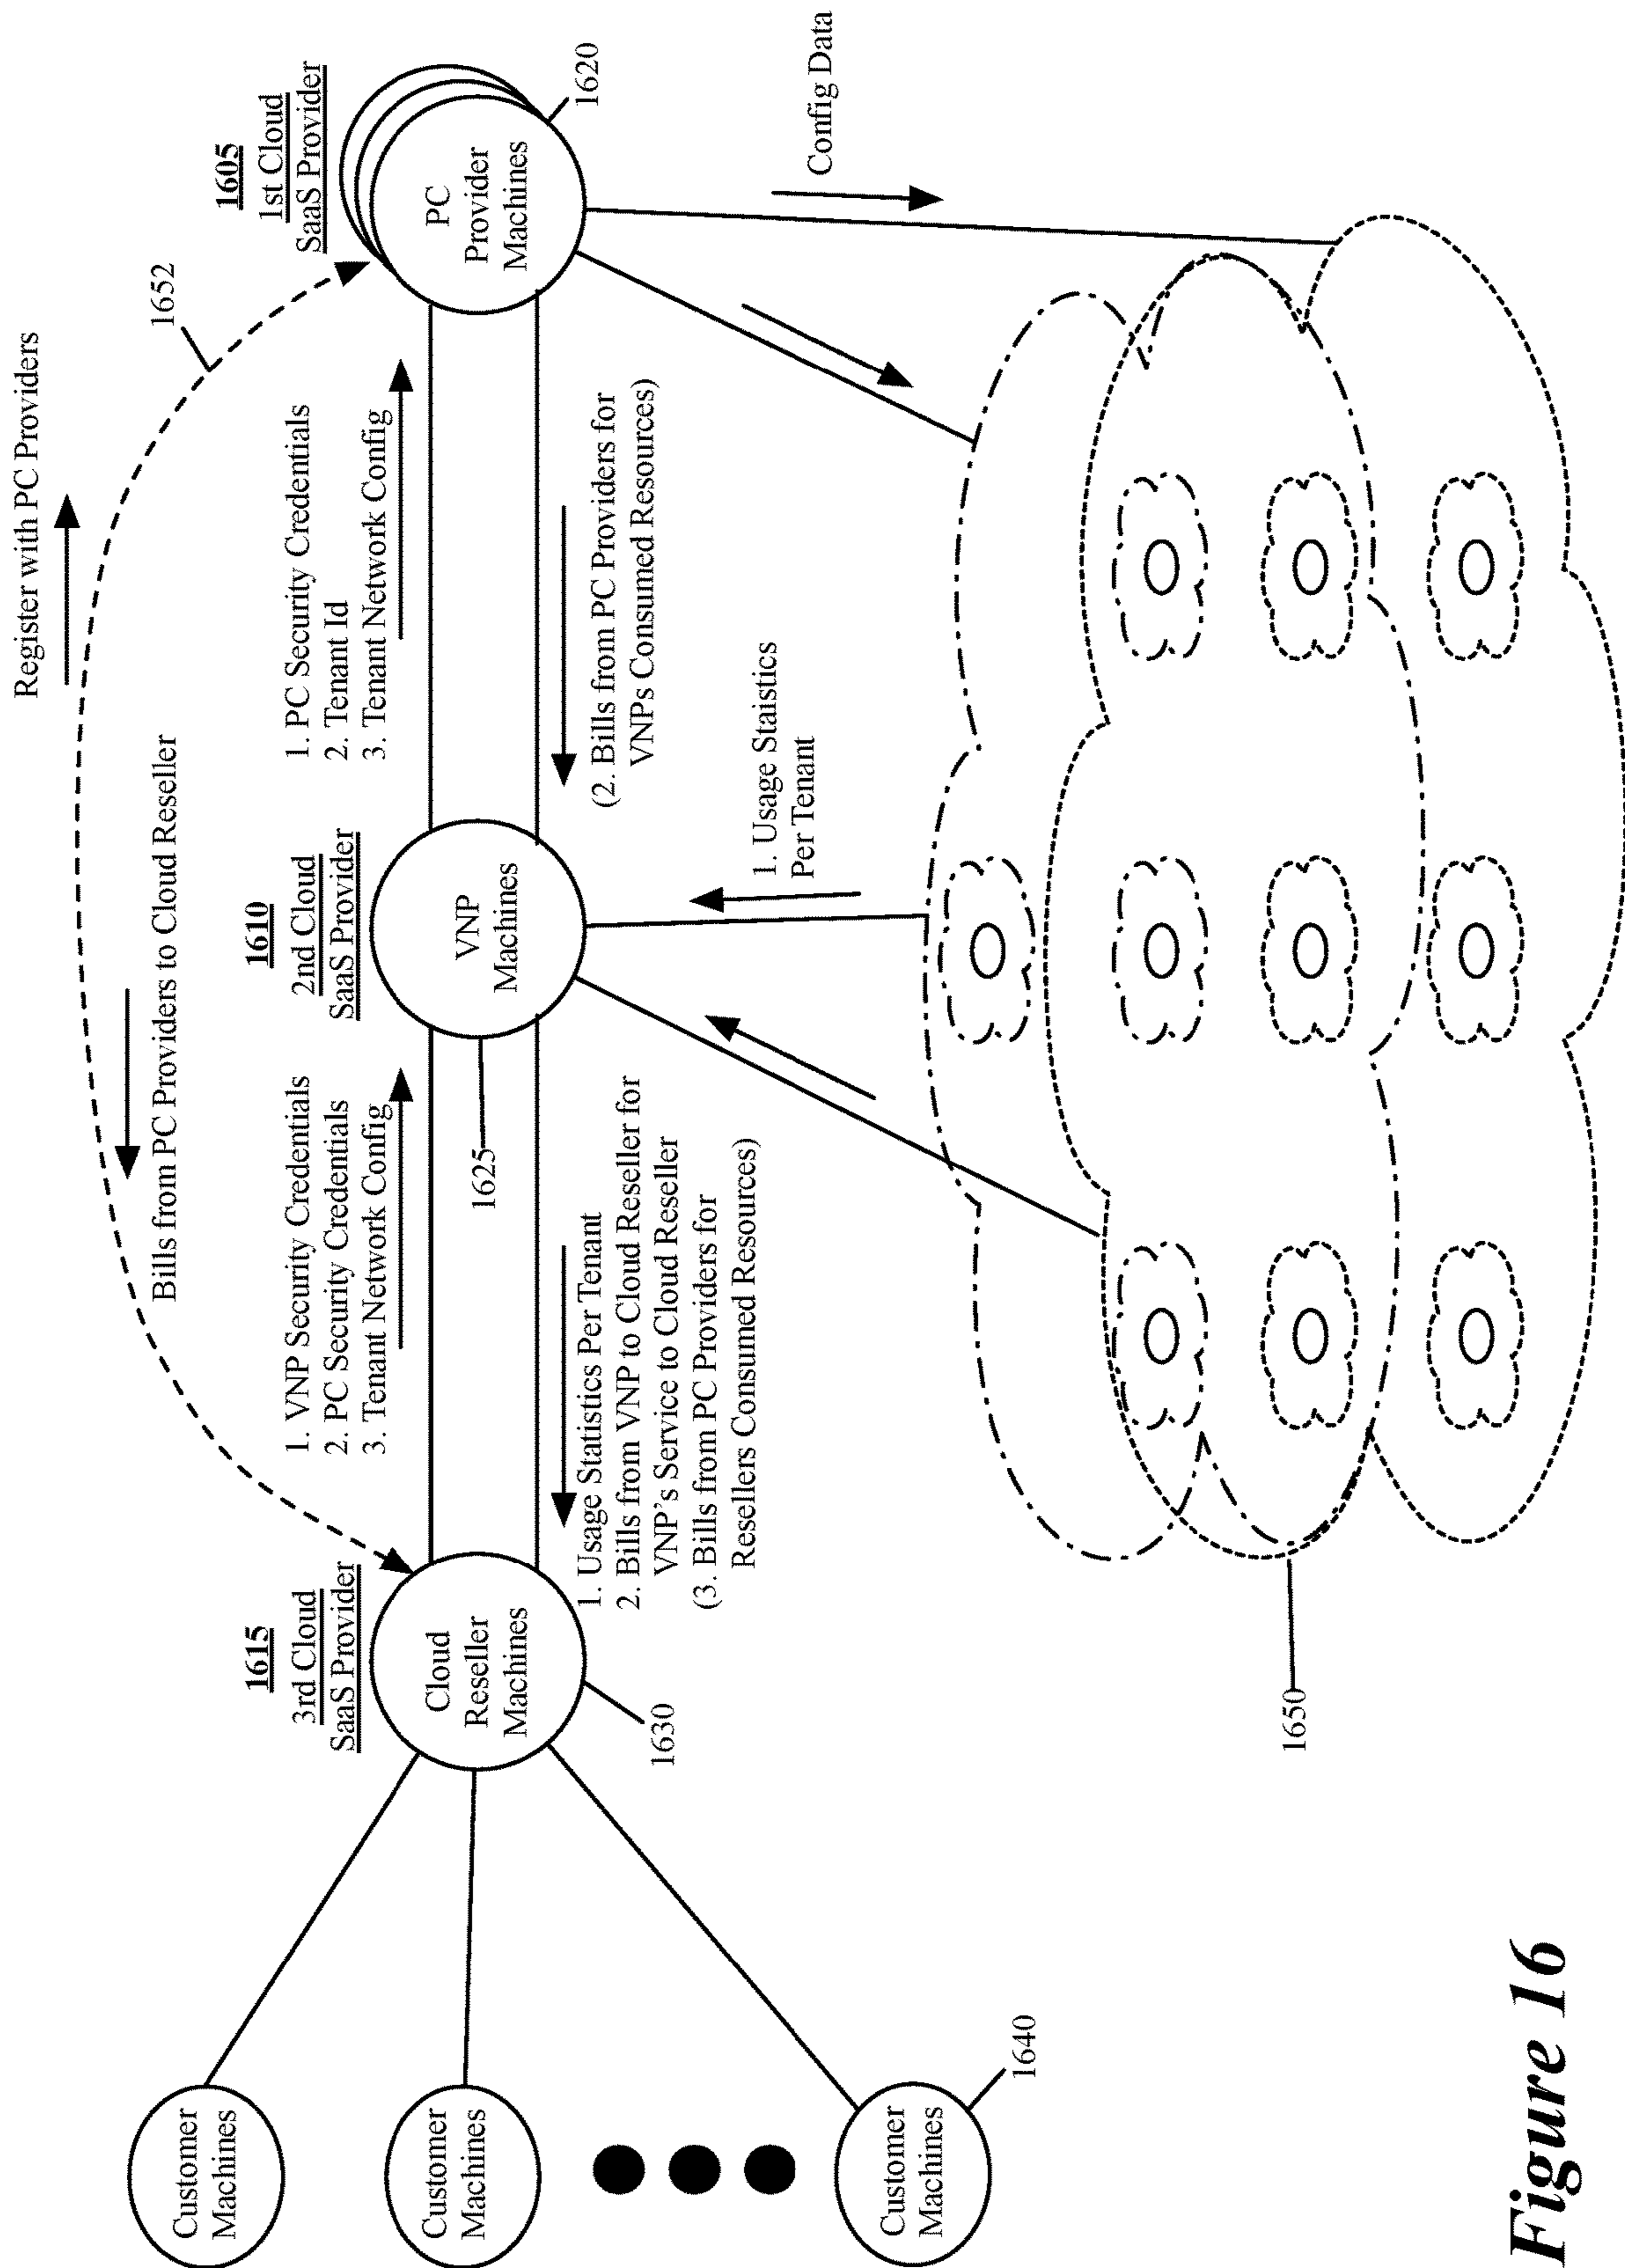 Register with PC Providers
1652
Bills from PC Providers to Cloud Reseller
1615
3rd Cloud
SaaS Provider
Cloud
Reseller
Machines
1630
1. VNP Security Credentials
2. PC Security Credentials
3. Tenant Network Config
1. Usage Statistics Per Tenant
2. Bills from VNP to Cloud Reseller for
VNP's Service to Cloud Reseller
(3. Bills from PC Providers for
Resellers Consumed Resources)
1610
2nd Cloud
SaaS Provider
VNP
Machines
1625
1. PC Security Credentials
2. Tenant Id
3. Tenant Network Config
(2. Bills from PC Providers for
VNPs Consumed Resources)
1605
1st Cloud
SaaS Provider
PC
Provider
Machines
1620
Config Data
1. Usage Staistics
Per Tenant
Customer
Machines
Customer
Machines
Customer
Machines
1640
1650
Figure 16